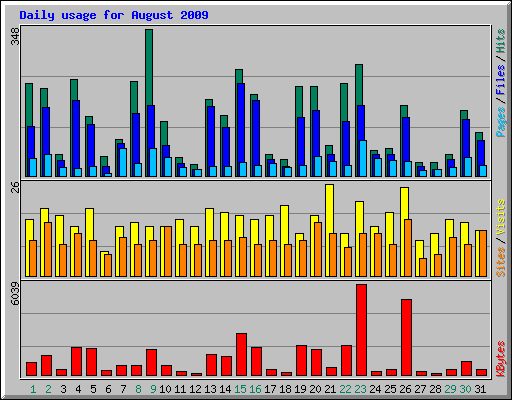 Daily usage for August 2009
348
Pages / Files / Hits
26
Sites / Visits
6039
KBytes
1 2 3 4 5 6 7 8 9 10 11 12 13 14 15 16 17 18 19 20 21 22 23 24 25 26 27 28 29 30 31